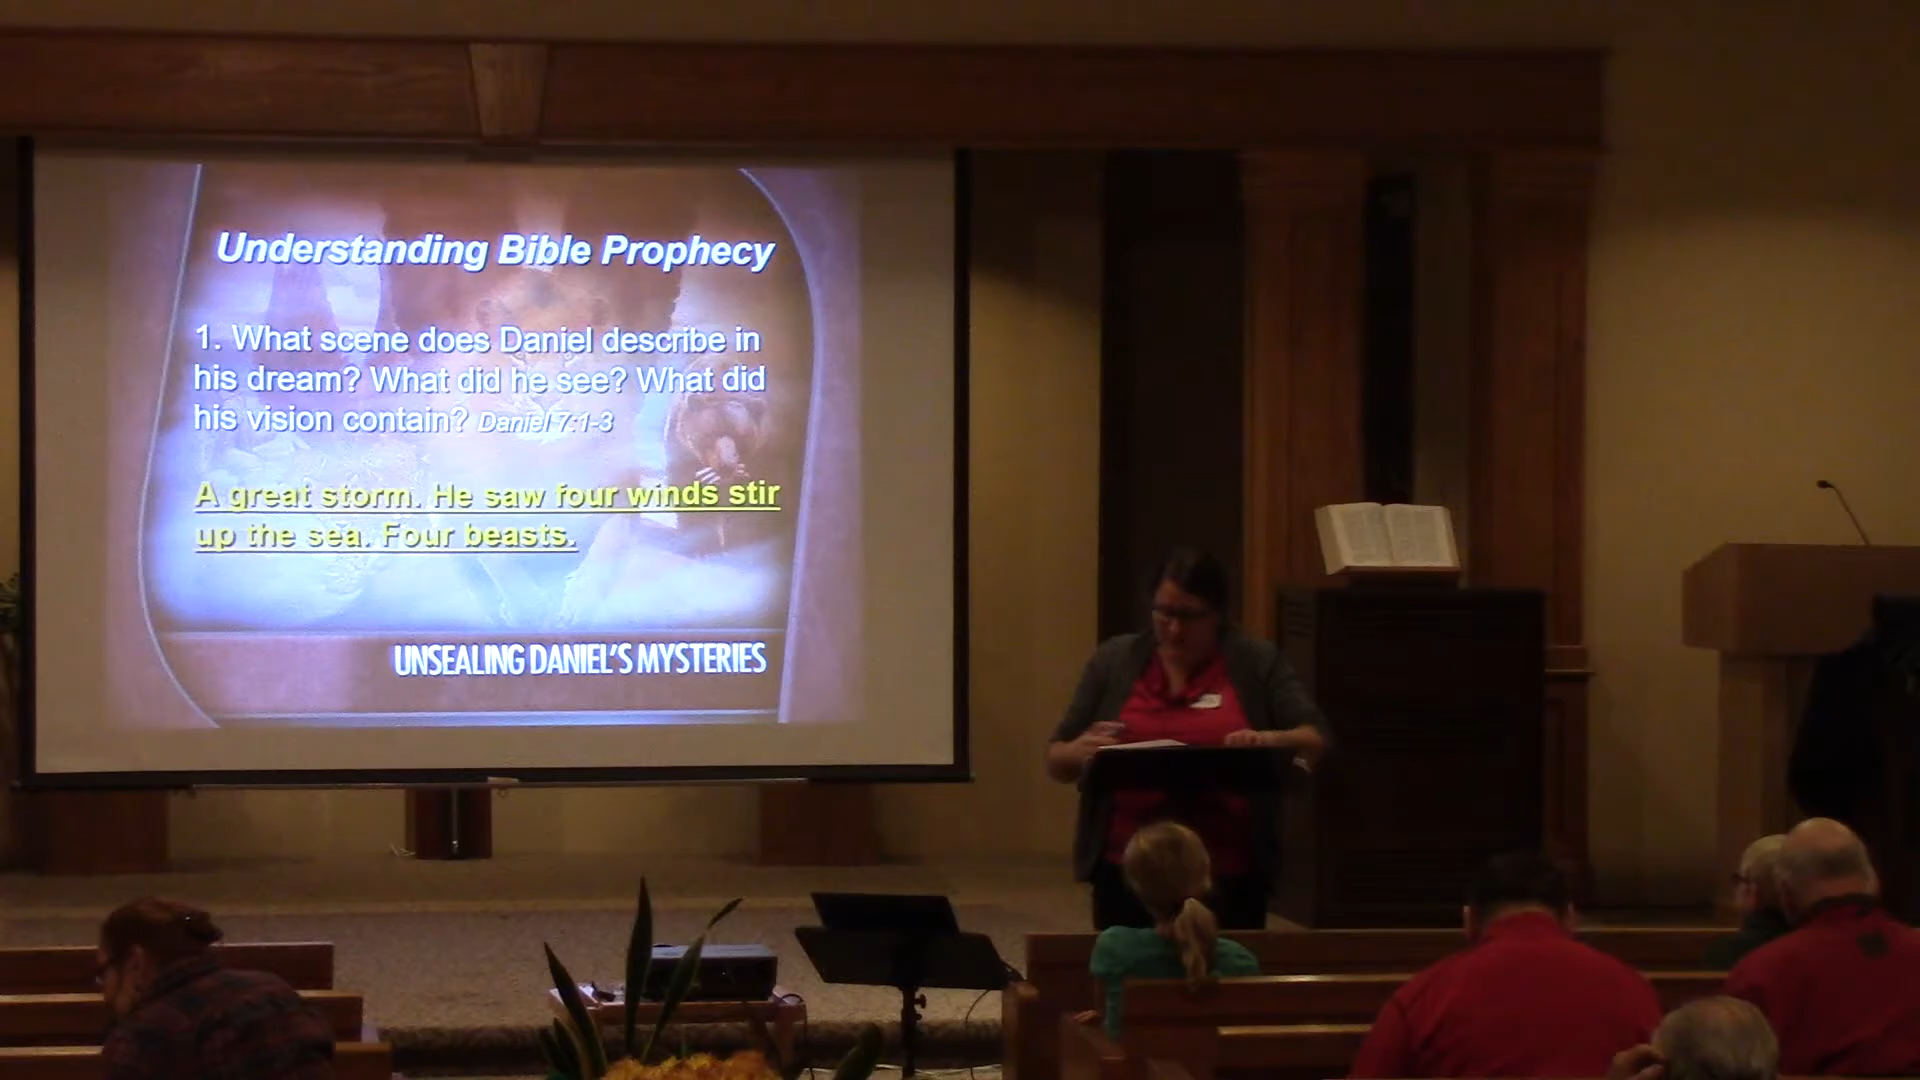 Understanding Bible Prophecy
1. What scene does Daniel describe in
his dream? What did he see? What did
his vision contain? Daniel 7:1-3
A great storm. He saw four winds stir
up the sea. Four beasts.
UNSEALING DANIEL'S MYSTERIES